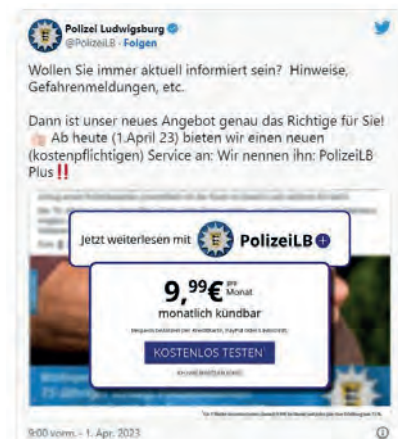 Polizei Ludwigsburg
@PolizeiLB · Folgen
Wollen Sie immer aktuell informiert sein? Hinweise,
Gefahrenmeldungen, etc.
Dann ist unser neues Angebot genau das Richtige für Sie!
👉🏻 Ab heute (1.April 23) bieten wir einen neuen
(kostenpflichtigen) Service an: Wir nennen ihn: PolizeiLB
Plus‼️
Jetzt weiterlesen mit PolizeiLB+
9,99€ pro
Monat
monatlich kündbar
KOSTENLOS TESTEN
9:00 vorm. · 1. Apr. 2023